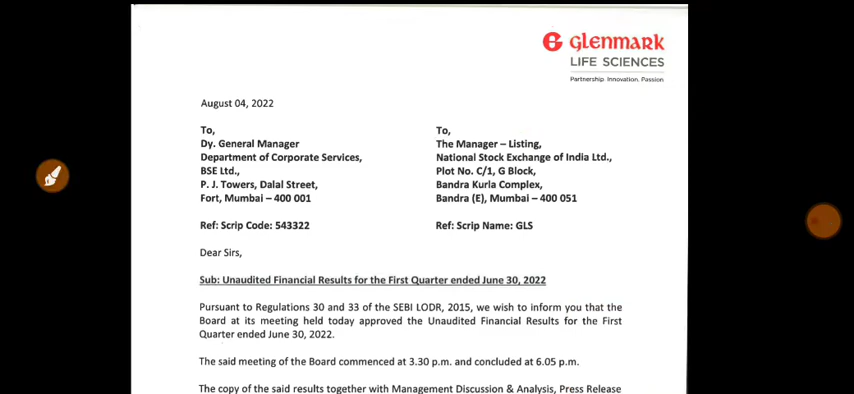 Glenmark
LIFE SCIENCES
Partnership Innovation Passion
August 04, 2022
To,
Dy. General Manager
Department of Corporate Services,
BSE Ltd.,
P. J. Towers, Dalal Street,
Fort, Mumbai – 400 001
Ref: Scrip Code: 543322
To,
The Manager – Listing,
National Stock Exchange of India Ltd.,
Plot No. C/1, G Block,
Bandra Kurla Complex,
Bandra (E), Mumbai – 400 051
Ref: Scrip Name: GLS
Dear Sirs,
Sub: Unaudited Financial Results for the First Quarter ended June 30, 2022
Pursuant to Regulations 30 and 33 of the SEBI LODR, 2015, we wish to inform you that the
Board at its meeting held today approved the Unaudited Financial Results for the First
Quarter ended June 30, 2022.
The said meeting of the Board commenced at 3.30 p.m. and concluded at 6.05 p.m.
The copy of the said results together with Management Discussion & Analysis, Press Release